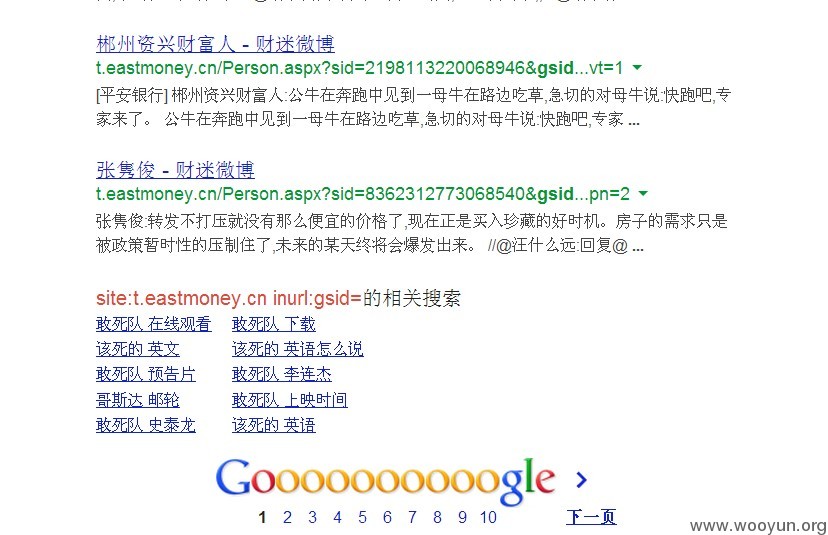 郴州资兴财富人 - 财迷微博
t.eastmoney.cn/Person.aspx?sid=2198113220068946&gsid...vt=1
[平安银行] 郴州资兴财富人:公牛在奔跑中见到一母牛在路边吃草,急切的对母牛说:快跑吧,专
家来了。 公牛在奔跑中见到一母牛在路边吃草,急切的对母牛说:快跑吧,专家 ...
张隽俊 - 财迷微博
t.eastmoney.cn/Person.aspx?sid=8362312773068540&gsid...pn=2
张隽俊:转发不打压就没有那么便宜的价格了,现在正是买入珍藏的好时机。房子的需求只是
被政策暂时性的压制住了,未来的某天终将会爆发出来。 //@汪什么远:回复@ ...
site:t.eastmoney.cn inurl:gsid=的相关搜索
敢死队 在线观看 敢死队 下载
该死的 英文 该死的 英语怎么说
敢死队 预告片 敢死队 李连杰
哥斯达 邮轮 敢死队 上映时间
敢死队 史泰龙 该死的 英语
Goooooooooogle
1 2 3 4 5 6 7 8 9 10 下一页
www.wooyun.org